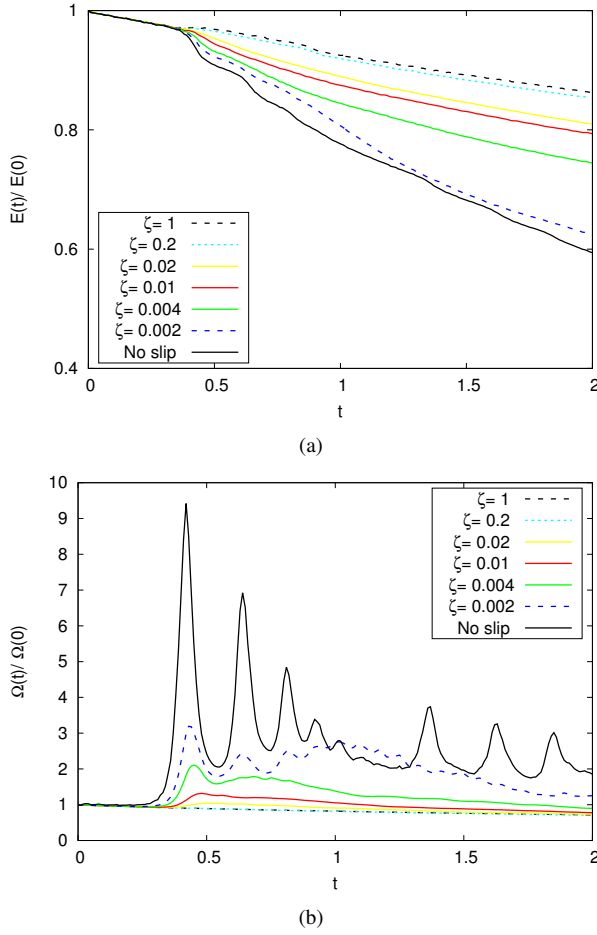 1
0.8
0.6
0.4
E(t)/ E(0)
ζ= 1
ζ= 0.2
ζ= 0.02
ζ= 0.01
ζ= 0.004
ζ= 0.002
No slip
0 0.5 1 1.5 2
t
(a)
10
9
8
7
6
5
4
3
2
1
0
Ω(t)/ Ω(0)
ζ= 1
ζ= 0.2
ζ= 0.02
ζ= 0.01
ζ= 0.004
ζ= 0.002
No slip
0 0.5 1 1.5 2
t
(b)